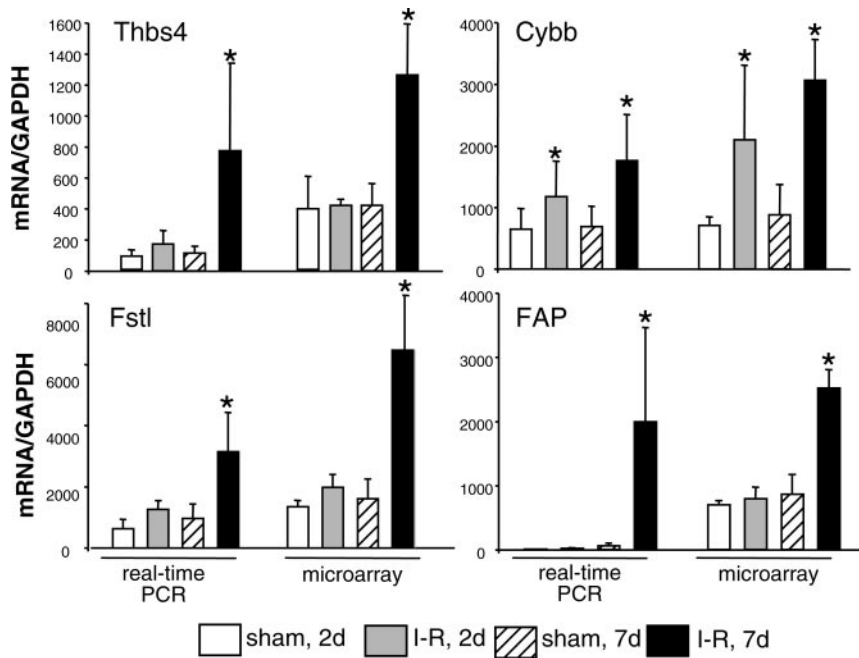 Thbs4
Cybb
mRNA/GAPDH
1600
1400
1200
1000
800
600
400
200
0
*
*
4000
3000
2000
1000
0
*
*
*
*
Fstl
FAP
mRNA/GAPDH
8000
6000
4000
2000
0
*
*
4000
3000
2000
1000
0
*
*
real-time PCR
microarray
real-time PCR
microarray
sham, 2d
I-R, 2d
sham, 7d
I-R, 7d